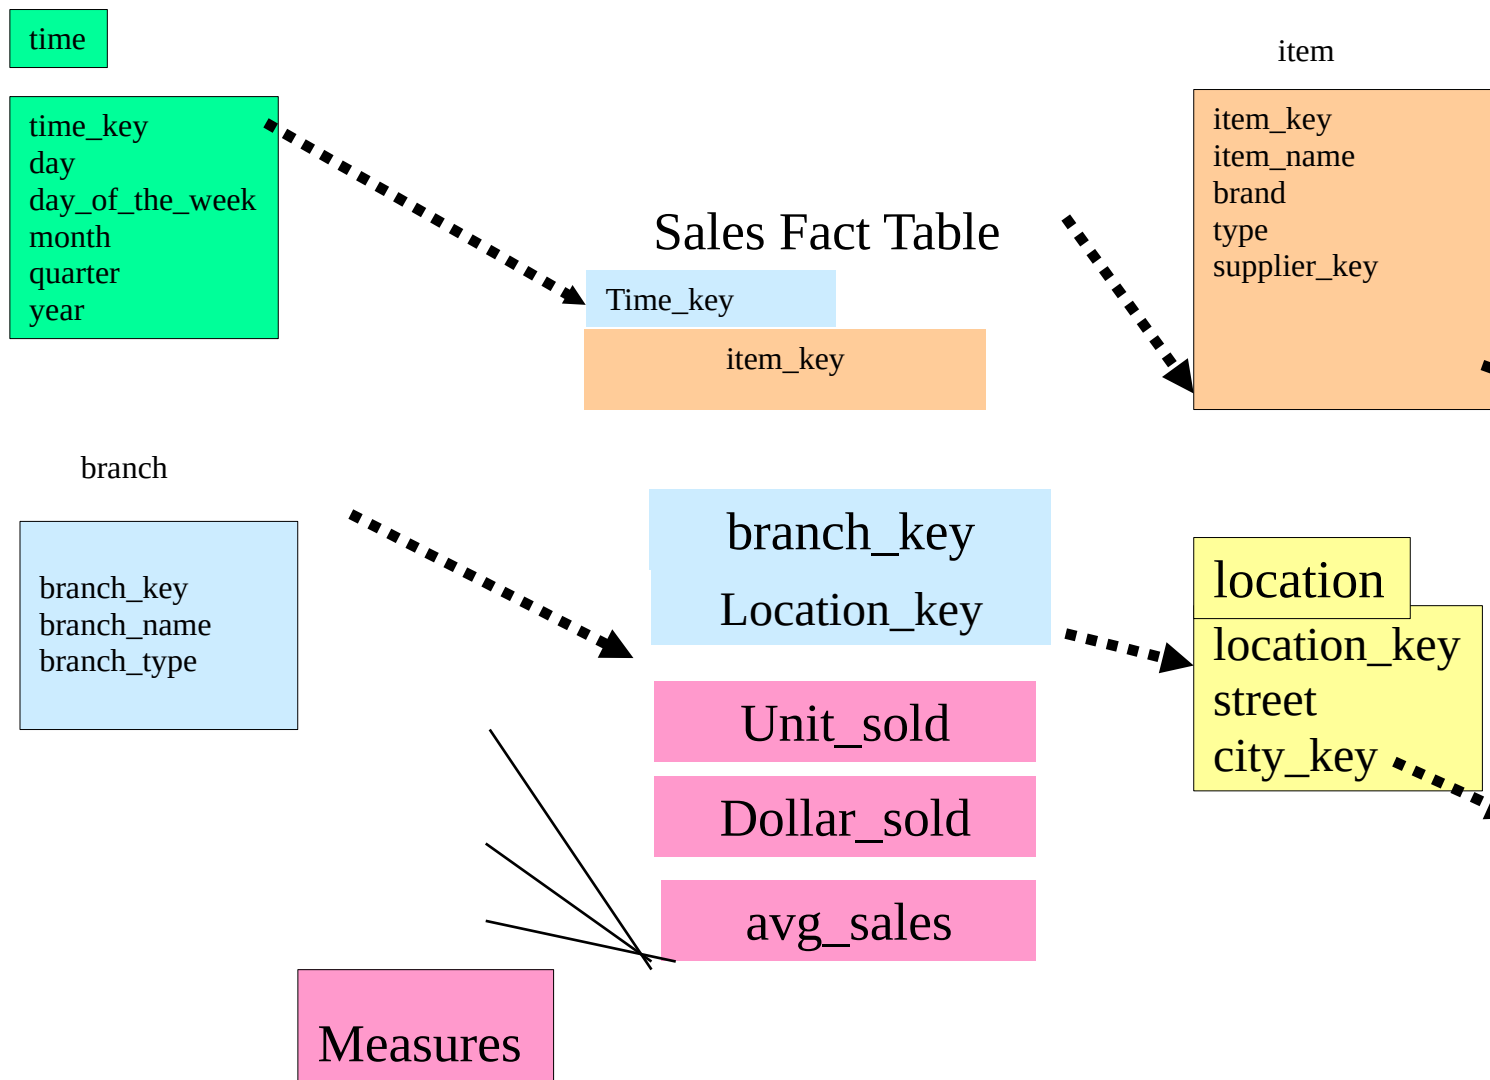 time
time_key
day
day_of_the_week
month
quarter
year
item
item_key
item_name
brand
type
supplier_key
Sales Fact Table
Time_key
item_key
branch
branch_key
branch_name
branch_type
branch_key
Location_key
location
location_key
street
city_key
Unit_sold
Dollar_sold
avg_sales
Measures